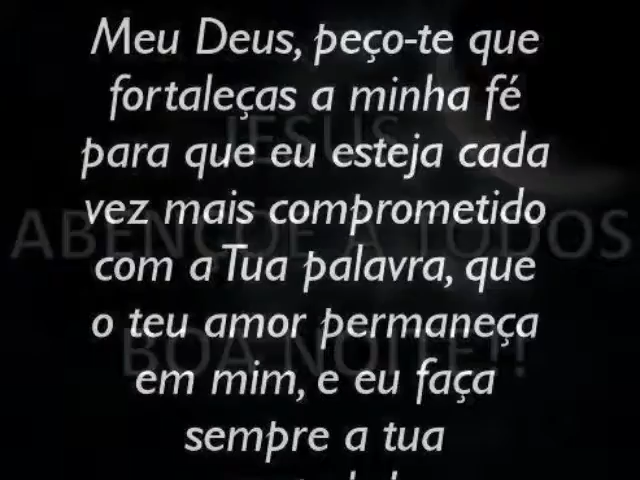 Meu Deus, peço-te que
fortaleças a minha fé
para que eu esteja cada
vez mais comprometido
com a Tua palavra, que
o teu amor permaneça
em mim, e eu faça
sempre a tua
JESUS
ABENÇOE A TODOS
BOA NOITE!!